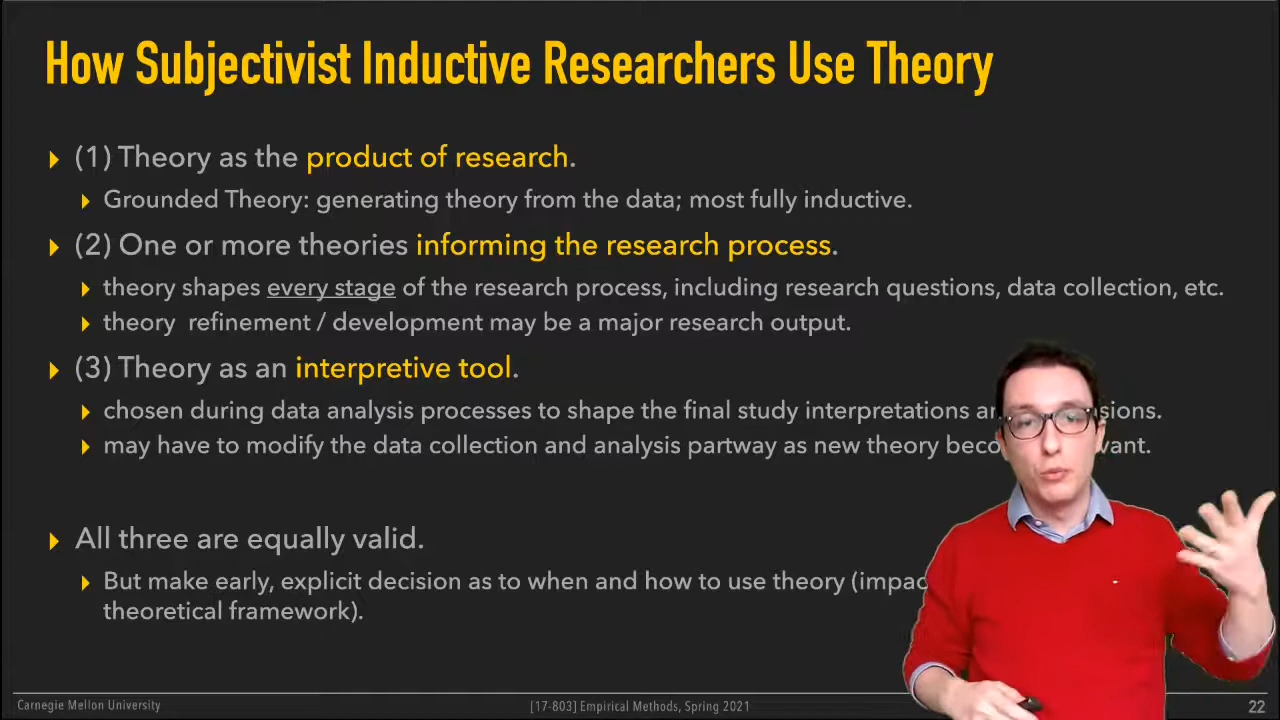 How Subjectivist Inductive Researchers Use Theory
(1) Theory as the product of research.
Grounded Theory: generating theory from the data; most fully inductive.
(2) One or more theories informing the research process.
theory shapes every stage of the research process, including research questions, data collection, etc.
theory refinement / development may be a major research output.
(3) Theory as an interpretive tool.
chosen during data analysis processes to shape the final study interpretations
may have to modify the data collection and analysis partway as new theory
All three are equally valid.
But make early, explicit decision as to when and how to use theory
theoretical framework).
Carnegie Mellon University
[17-803] Empirical Methods, Spring 2021
22